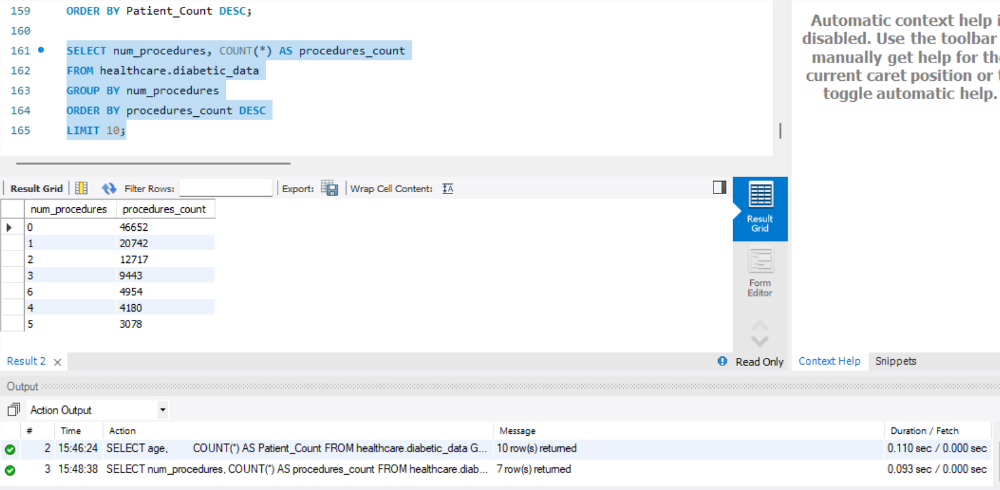 159 ORDER BY Patient_Count DESC;
160
161 SELECT num_procedures, COUNT(*) AS procedures_count
162 FROM healthcare.diabetic_data
163 GROUP BY num_procedures
164 ORDER BY procedures_count DESC
165 LIMIT 10;
Automatic context help i
disabled. Use the toolbar
manually get help for the
current caret position or t
toggle automatic help.
Result Grid Filter Rows: Export: Wrap Cell Content:
num_procedures procedures_count
0 46652
1 20742
2 12717
3 9443
6 4954
4 4180
5 3078
Result
Grid
Form
Editor
Result 2 Read Only Context Help Snippets
Output
Action Output
# Time Action Message Duration / Fetch
2 15:46:24 SELECT age, COUNT(*) AS Patient_Count FROM healthcare.diabetic_data G... 10 row(s) returned 0.110 sec / 0.000 sec
3 15:48:38 SELECT num_procedures, COUNT(*) AS procedures_count FROM healthcare.diab... 7 row(s) returned 0.093 sec / 0.000 sec